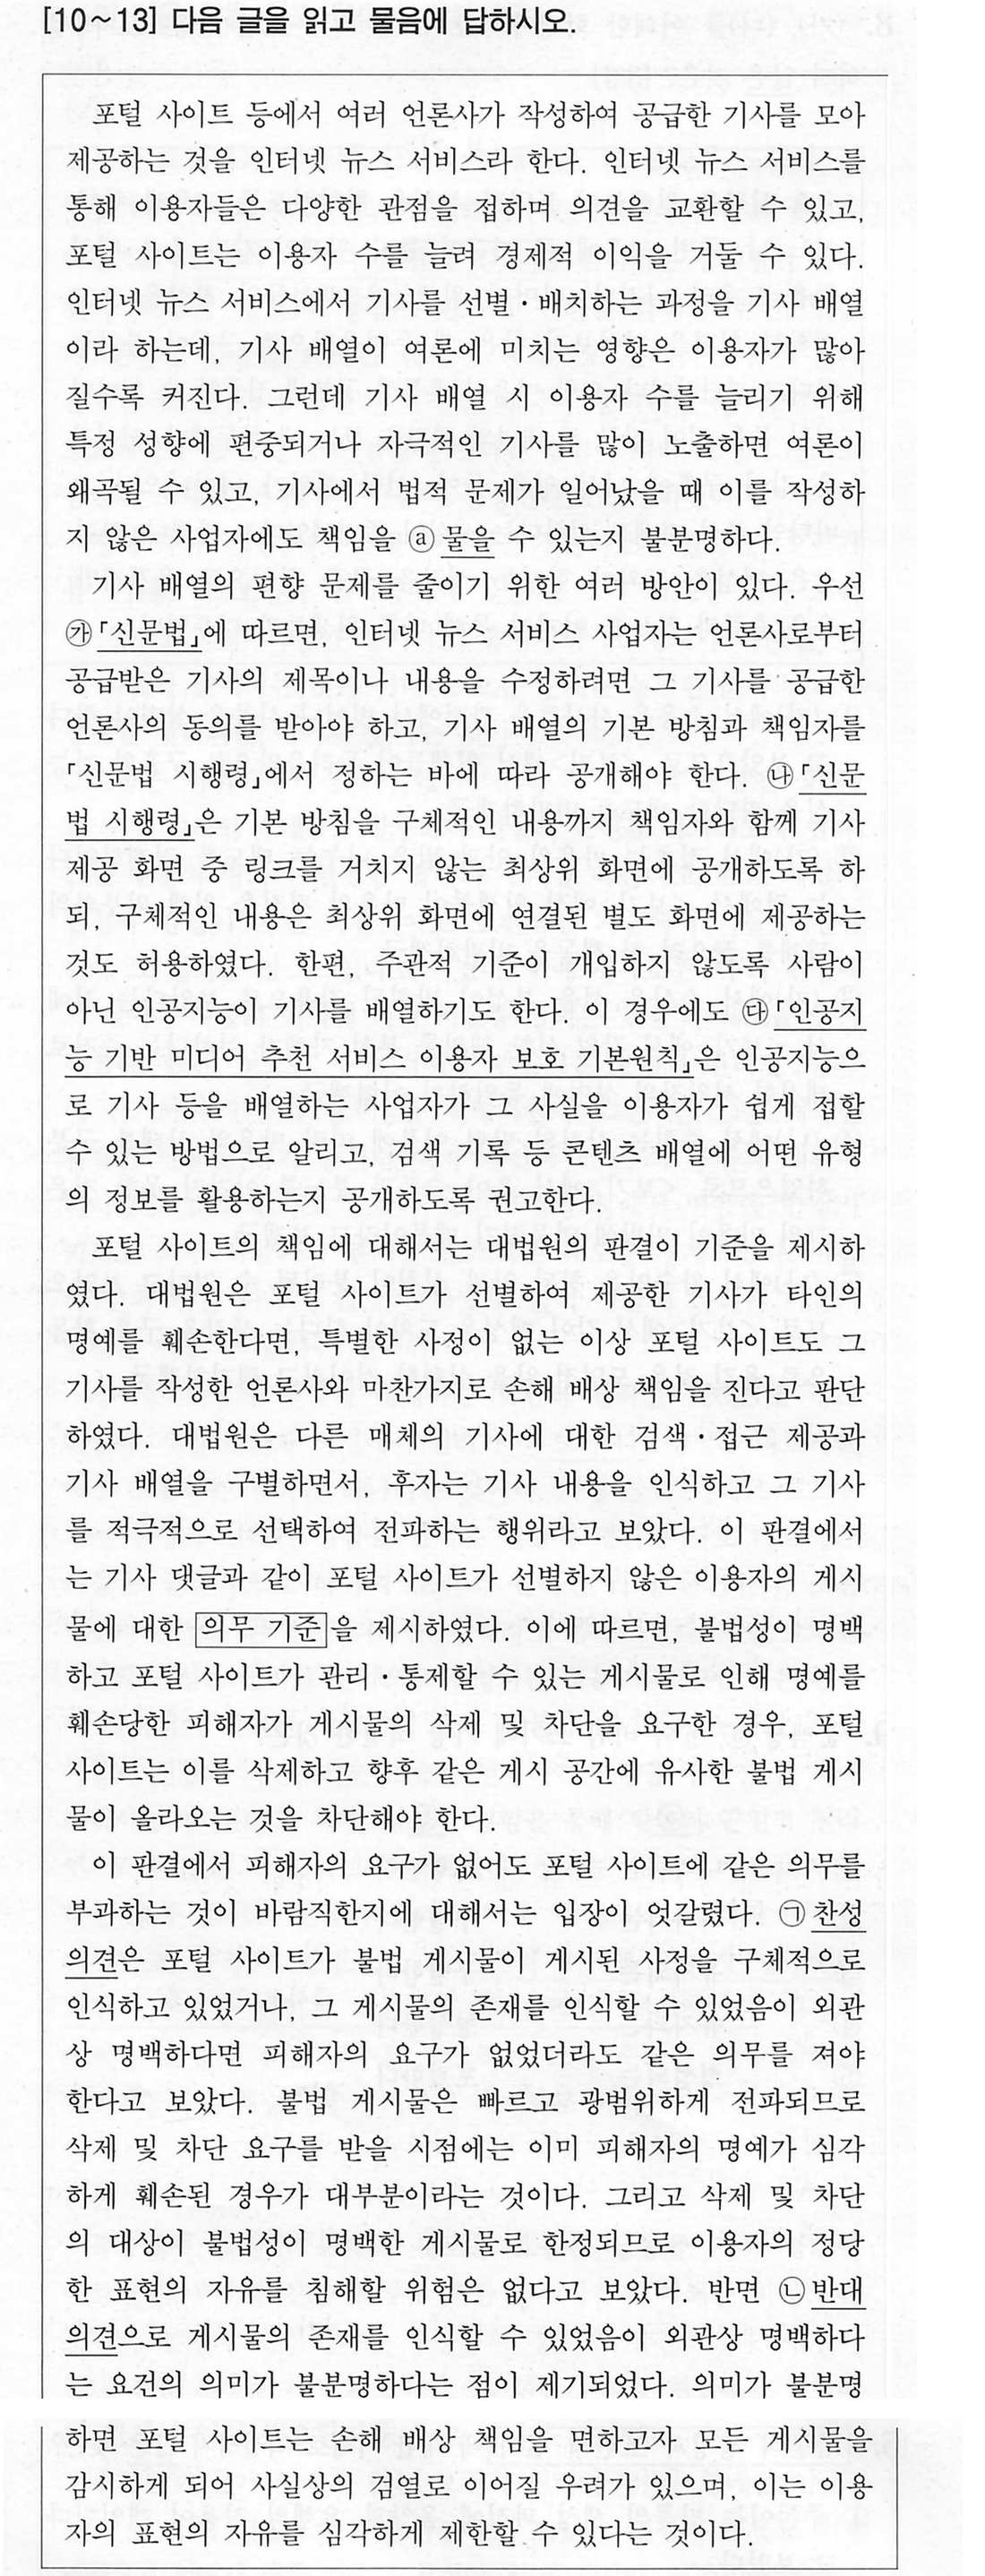 [10~13] 다음 글을 읽고 물음에 답하시오.
포털 사이트 등에서 여러 언론사가 작성하여 공급한 기사를 모아
제공하는 것을 인터넷 뉴스 서비스라 한다. 인터넷 뉴스 서비스를
통해 이용자들은 다양한 관점을 접하며 의견을 교환할 수 있고,
포털 사이트는 이용자 수를 늘려 경제적 이익을 거둘 수 있다.
인터넷 뉴스 서비스에서 기사를 선별·배치하는 과정을 기사 배열
이라 하는데, 기사 배열이 여론에 미치는 영향은 이용자가 많아
질수록 커진다. 그런데 기사 배열 시 이용자 수를 늘리기 위해
특정 성향에 편중되거나 자극적인 기사를 많이 노출하면 여론이
왜곡될 수 있고, 기사에서 법적 문제가 일어났을 때 이를 작성하
지 않은 사업자에도 책임을 ⓐ물을 수 있는지 불분명하다.
기사 배열의 편향 문제를 줄이기 위한 여러 방안이 있다. 우선
㉮「신문법」에 따르면, 인터넷 뉴스 서비스 사업자는 언론사로부터
공급받은 기사의 제목이나 내용을 수정하려면 그 기사를 공급한
언론사의 동의를 받아야 하고, 기사 배열의 기본 방침과 책임자를
「신문법 시행령」에서 정하는 바에 따라 공개해야 한다. ㉯「신문
법 시행령」은 기본 방침을 구체적인 내용까지 책임자와 함께 기사
제공 화면 중 링크를 거치지 않는 최상위 화면에 공개하도록 하
되, 구체적인 내용은 최상위 화면에 연결된 별도 화면에 제공하는
것도 허용하였다. 한편, 주관적 기준이 개입하지 않도록 사람이
아닌 인공지능이 기사를 배열하기도 한다. 이 경우에도 ㉰「인공지
능 기반 미디어 추천 서비스 이용자 보호 기본원칙」은 인공지능으
로 기사 등을 배열하는 사업자가 그 사실을 이용자가 쉽게 접할
수 있는 방법으로 알리고, 검색 기록 등 콘텐츠 배열에 어떤 유형
의 정보를 활용하는지 공개하도록 권고한다.
포털 사이트의 책임에 대해서는 대법원의 판결이 기준을 제시하
였다. 대법원은 포털 사이트가 선별하여 제공한 기사가 타인의
명예를 훼손한다면, 특별한 사정이 없는 이상 포털 사이트도 그
기사를 작성한 언론사와 마찬가지로 손해 배상 책임을 진다고 판단
하였다. 대법원은 다른 매체의 기사에 대한 검색·접근 제공과
기사 배열을 구별하면서, 후자는 기사 내용을 인식하고 그 기사
를 적극적으로 선택하여 전파하는 행위라고 보았다. 이 판결에서
는 기사 댓글과 같이 포털 사이트가 선별하지 않은 이용자의 게시
물에 대한 의무 기준을 제시하였다. 이에 따르면, 불법성이 명백
하고 포털 사이트가 관리·통제할 수 있는 게시물로 인해 명예를
훼손당한 피해자가 게시물의 삭제 및 차단을 요구한 경우, 포털
사이트는 이를 삭제하고 향후 같은 게시 공간에 유사한 불법 게시
물이 올라오는 것을 차단해야 한다.
이 판결에서 피해자의 요구가 없어도 포털 사이트에 같은 의무를
부과하는 것이 바람직한지에 대해서는 입장이 엇갈렸다. ㉠찬성
의견은 포털 사이트가 불법 게시물이 게시된 사정을 구체적으로
인식하고 있었거나, 그 게시물의 존재를 인식할 수 있었음이 외관
상 명백하다면 피해자의 요구가 없었더라도 같은 의무를 져야
한다고 보았다. 불법 게시물은 빠르고 광범위하게 전파되므로
삭제 및 차단 요구를 받을 시점에는 이미 피해자의 명예가 심각
하게 훼손된 경우가 대부분이라는 것이다. 그리고 삭제 및 차단
의 대상이 불법성이 명백한 게시물로 한정되므로 이용자의 정당
한 표현의 자유를 침해할 위험은 없다고 보았다. 반면 ㉡반대
의견으로 게시물의 존재를 인식할 수 있었음이 외관상 명백하다
는 요건의 의미가 불분명하다는 점이 제기되었다. 의미가 불분명
하면 포털 사이트는 손해 배상 책임을 면하고자 모든 게시물을
감시하게 되어 사실상의 검열로 이어질 우려가 있으며, 이는 이용
자의 표현의 자유를 심각하게 제한할 수 있다는 것이다.